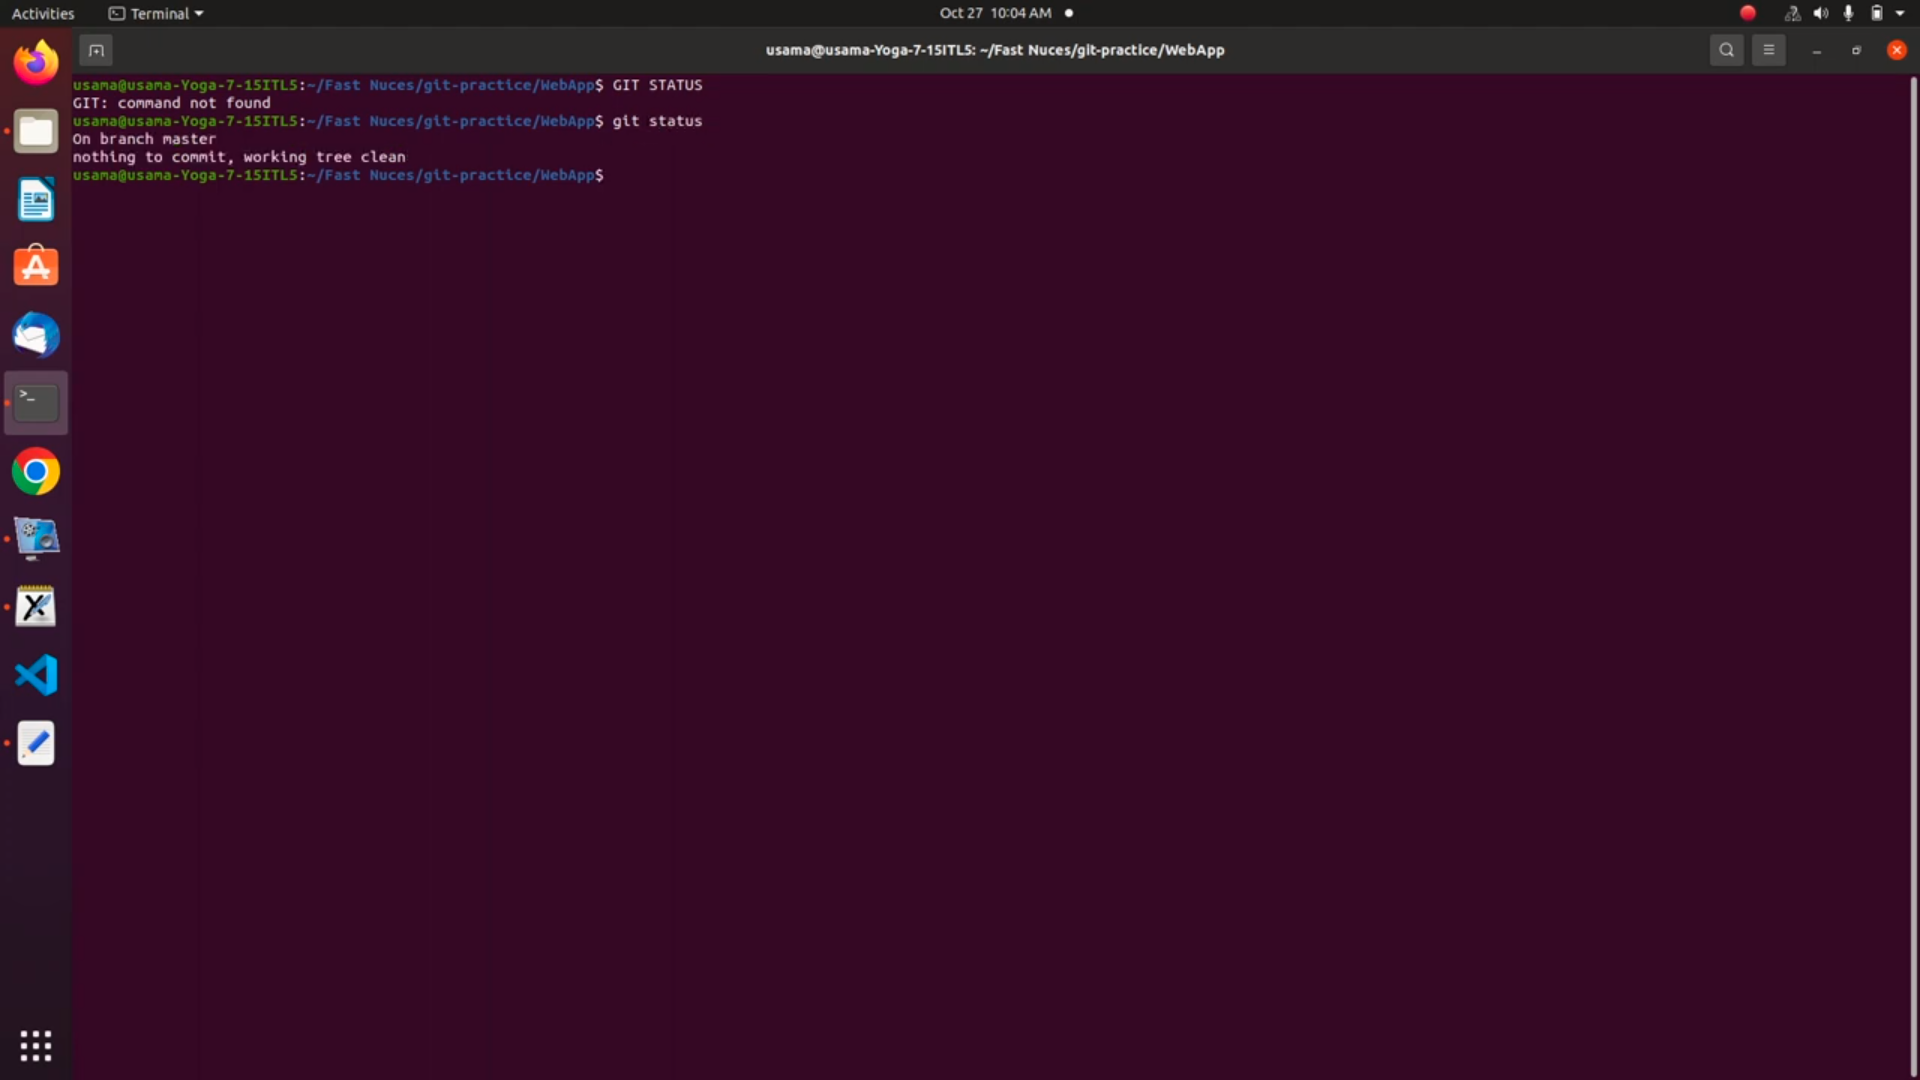 Activities Terminal Oct 27 10:04 AM
usama@usama-Yoga-7-15ITL5: ~/Fast Nuces/git-practice/WebApp
usama@usama-Yoga-7-15ITL5:~/Fast Nuces/git-practice/WebApp$ GIT STATUS
GIT: command not found
usama@usama-Yoga-7-15ITL5:~/Fast Nuces/git-practice/WebApp$ git status
On branch master
nothing to commit, working tree clean
usama@usama-Yoga-7-15ITL5:~/Fast Nuces/git-practice/WebApp$